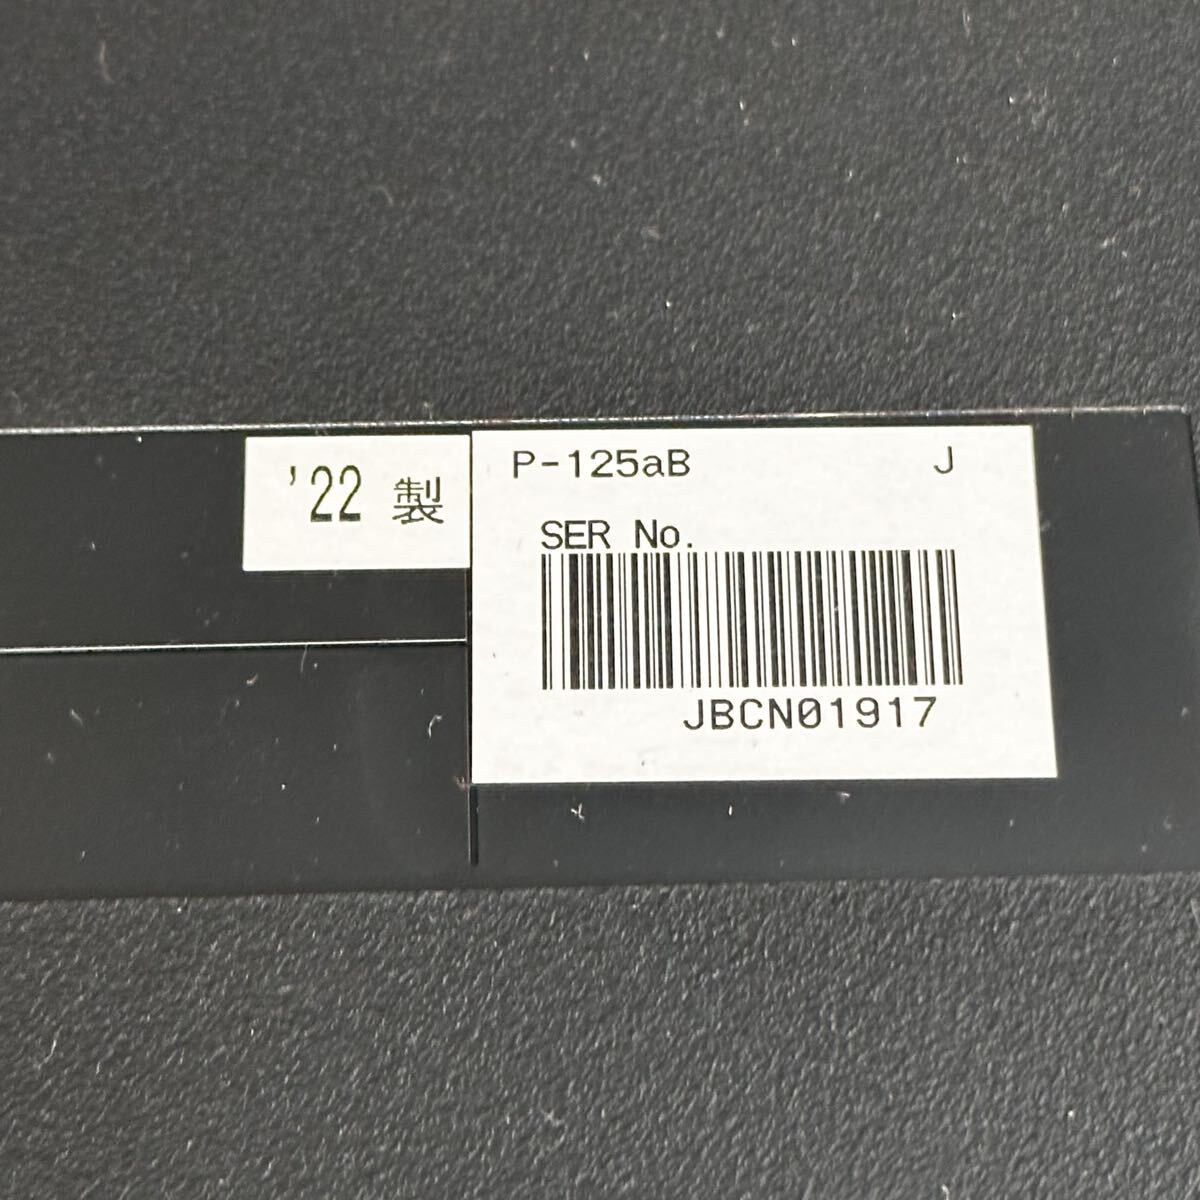 '22 製
P-125aB J
SER No.
JBCN01917